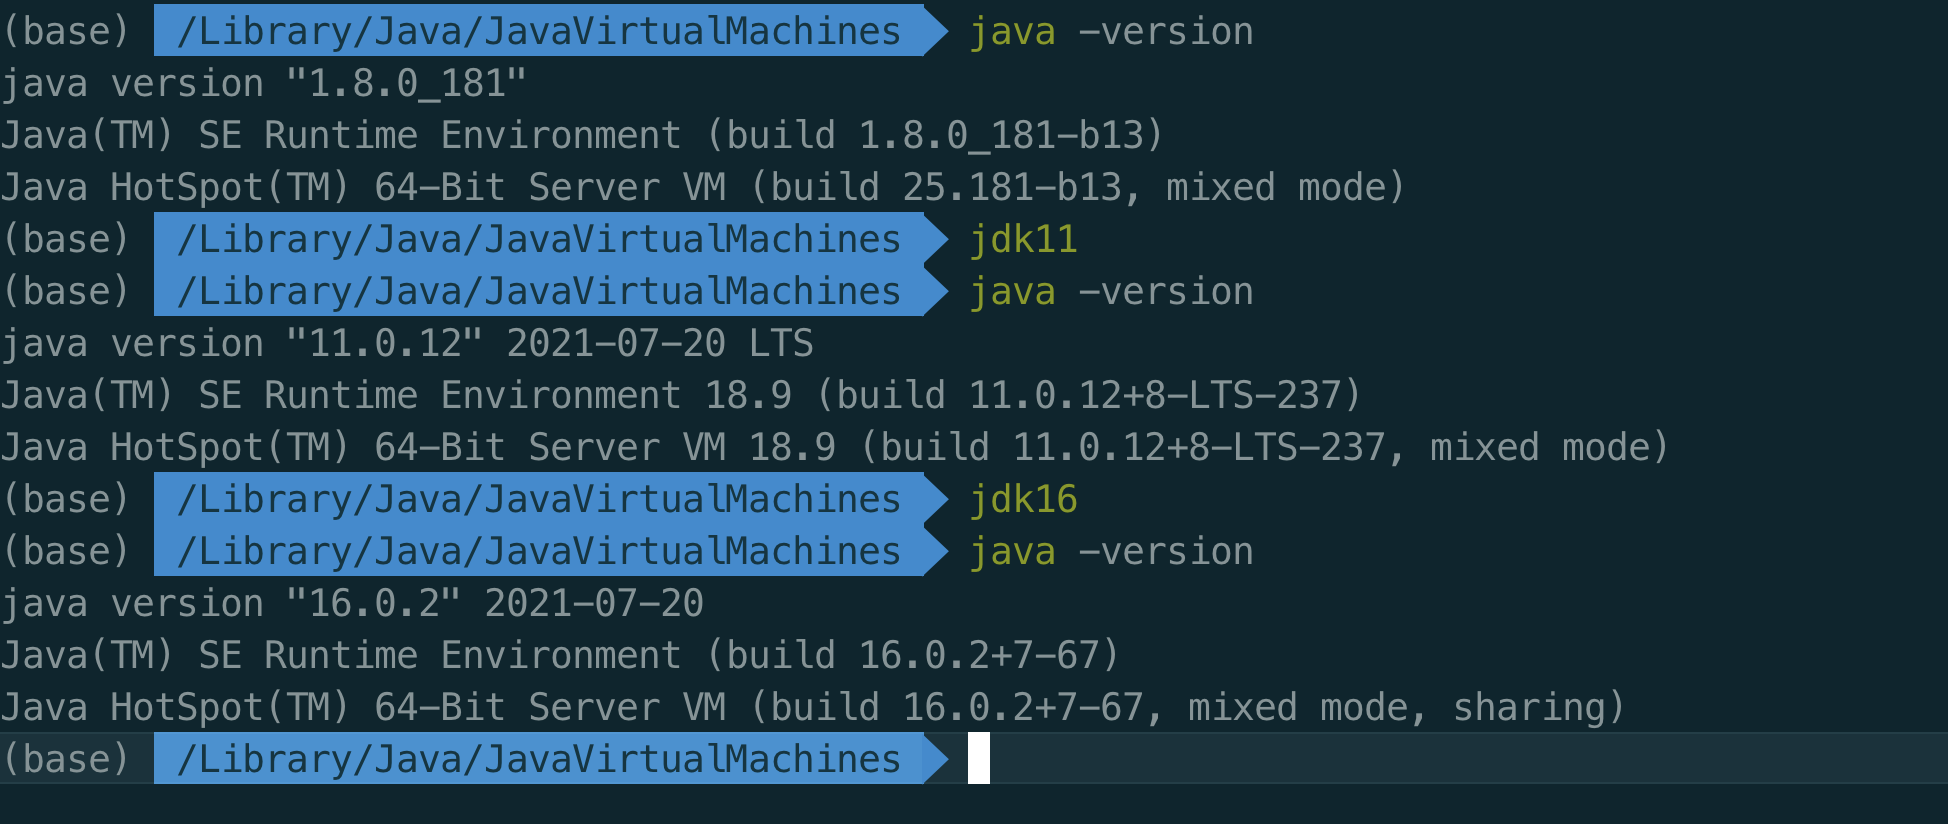 (base) /Library/Java/JavaVirtualMachines java -version
java version "1.8.0_181"
Java(TM) SE Runtime Environment (build 1.8.0_181-b13)
Java HotSpot(TM) 64-Bit Server VM (build 25.181-b13, mixed mode)
(base) /Library/Java/JavaVirtualMachines jdk11
(base) /Library/Java/JavaVirtualMachines java -version
java version "11.0.12" 2021-07-20 LTS
Java(TM) SE Runtime Environment 18.9 (build 11.0.12+8-LTS-237)
Java HotSpot(TM) 64-Bit Server VM 18.9 (build 11.0.12+8-LTS-237, mixed mode)
(base) /Library/Java/JavaVirtualMachines jdk16
(base) /Library/Java/JavaVirtualMachines java -version
java version "16.0.2" 2021-07-20
Java(TM) SE Runtime Environment (build 16.0.2+7-67)
Java HotSpot(TM) 64-Bit Server VM (build 16.0.2+7-67, mixed mode, sharing)
(base) /Library/Java/JavaVirtualMachines